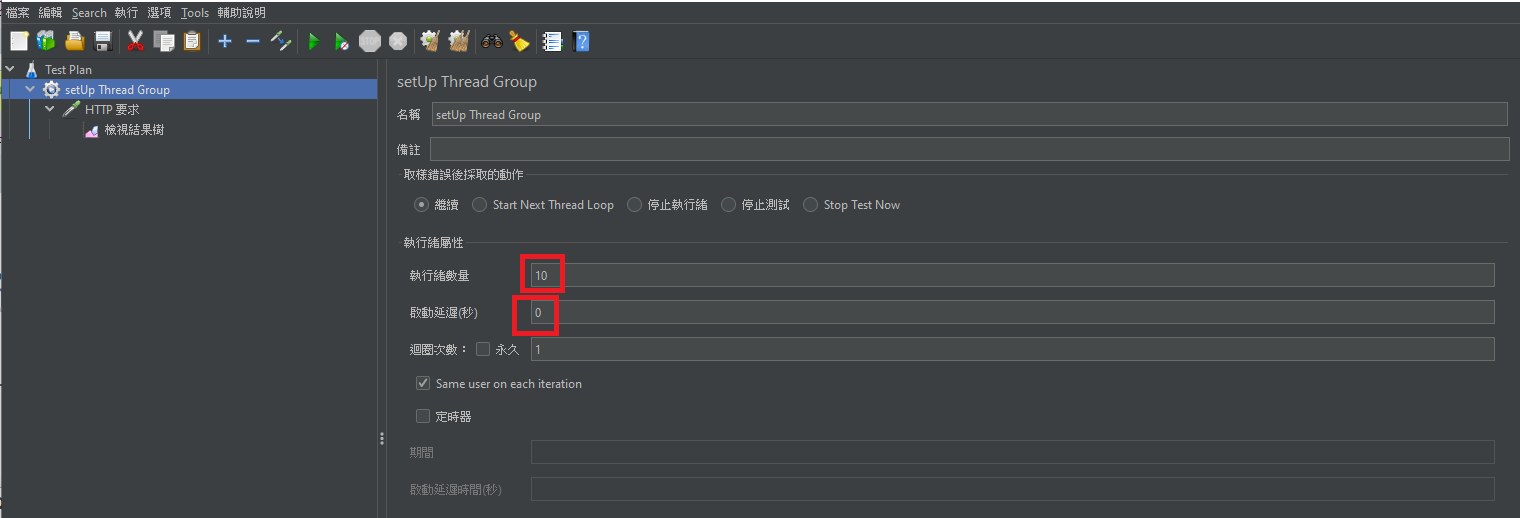 檔案 編輯 Search 執行 選項 Tools 輔助說明
STOP
Test Plan
setUp Thread Group
HTTP 要求
檢視結果樹
setUp Thread Group
名稱 setUp Thread Group
備註
取樣錯誤後採取的動作
繼續 Start Next Thread Loop 停止執行緒 停止測試 Stop Test Now
執行緒屬性
執行緒數量 10
啟動延遲(秒) 0
迴圈次數： 永久 1
Same user on each iteration
定時器
期間
啟動延遲時間(秒)